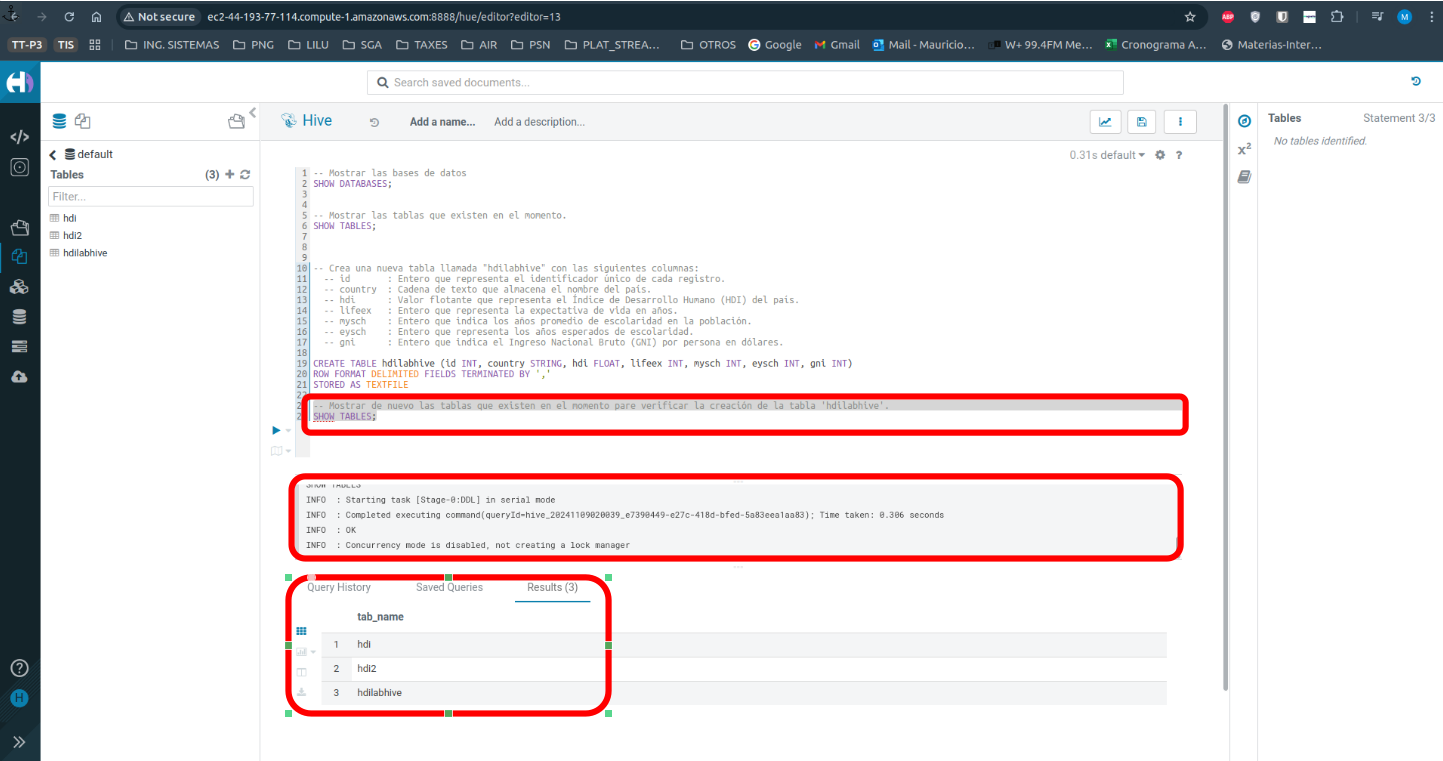 Not secure ec2-44-193-77-114.compute-1.amazonaws.com:8888/hue/editor?editor=13
ABP
M
TT-P3 TIS ING. SISTEMAS PNG LILU SGA TAXES AIR PSN PLAT_STREA... OTROS Google Gmail Mail - Mauricio... W+ 99.4FM Me... Cronograma A... Materias-Inter...
Search saved documents...
Hive Add a name... Add a description...
Tables Statement 3/3
No tables identified.
default
0.31s default ?
Tables (3)
Filter...
hdi
hdi2
hdilabhive
1 -- Mostrar las bases de datos
2 SHOW DATABASES;
3
4
5 -- Mostrar las tablas que existen en el momento.
6 SHOW TABLES;
7
8
9
10 -- Crea una nueva tabla llamada "hdilabhive" con las siguientes columnas:
11 -- id : Entero que representa el identificador único de cada registro.
12 -- country : Cadena de texto que almacena el nombre del país.
13 -- hdi : Valor flotante que representa el Índice de Desarrollo Humano (HDI) del país.
14 -- lifeex : Entero que representa la expectativa de vida en años.
15 -- mysch : Entero que indica los años promedio de escolaridad en la población.
16 -- eysch : Entero que representa los años esperados de escolaridad.
17 -- gni : Entero que indica el Ingreso Nacional Bruto (GNI) por persona en dólares.
18
19 CREATE TABLE hdilabhive (id INT, country STRING, hdi FLOAT, lifeex INT, mysch INT, eysch INT, gni INT)
20 ROW FORMAT DELIMITED FIELDS TERMINATED BY ','
21 STORED AS TEXTFILE
22
2 -- Mostrar de nuevo las tablas que existen en el momento pare verificar la creación de la tabla 'hdilabhive'.
2 SHOW TABLES;
SHOW TABLES
INFO : Starting task [Stage-0:DDL] in serial mode
INFO : Completed executing command(queryId=hive_20241109020039_e7390449-e27c-418d-bfed-5a83eea1aa83); Time taken: 0.306 seconds
INFO : OK
INFO : Concurrency mode is disabled, not creating a lock manager
Query History Saved Queries Results (3)
tab_name
1 hdi
2 hdi2
3 hdilabhive
H